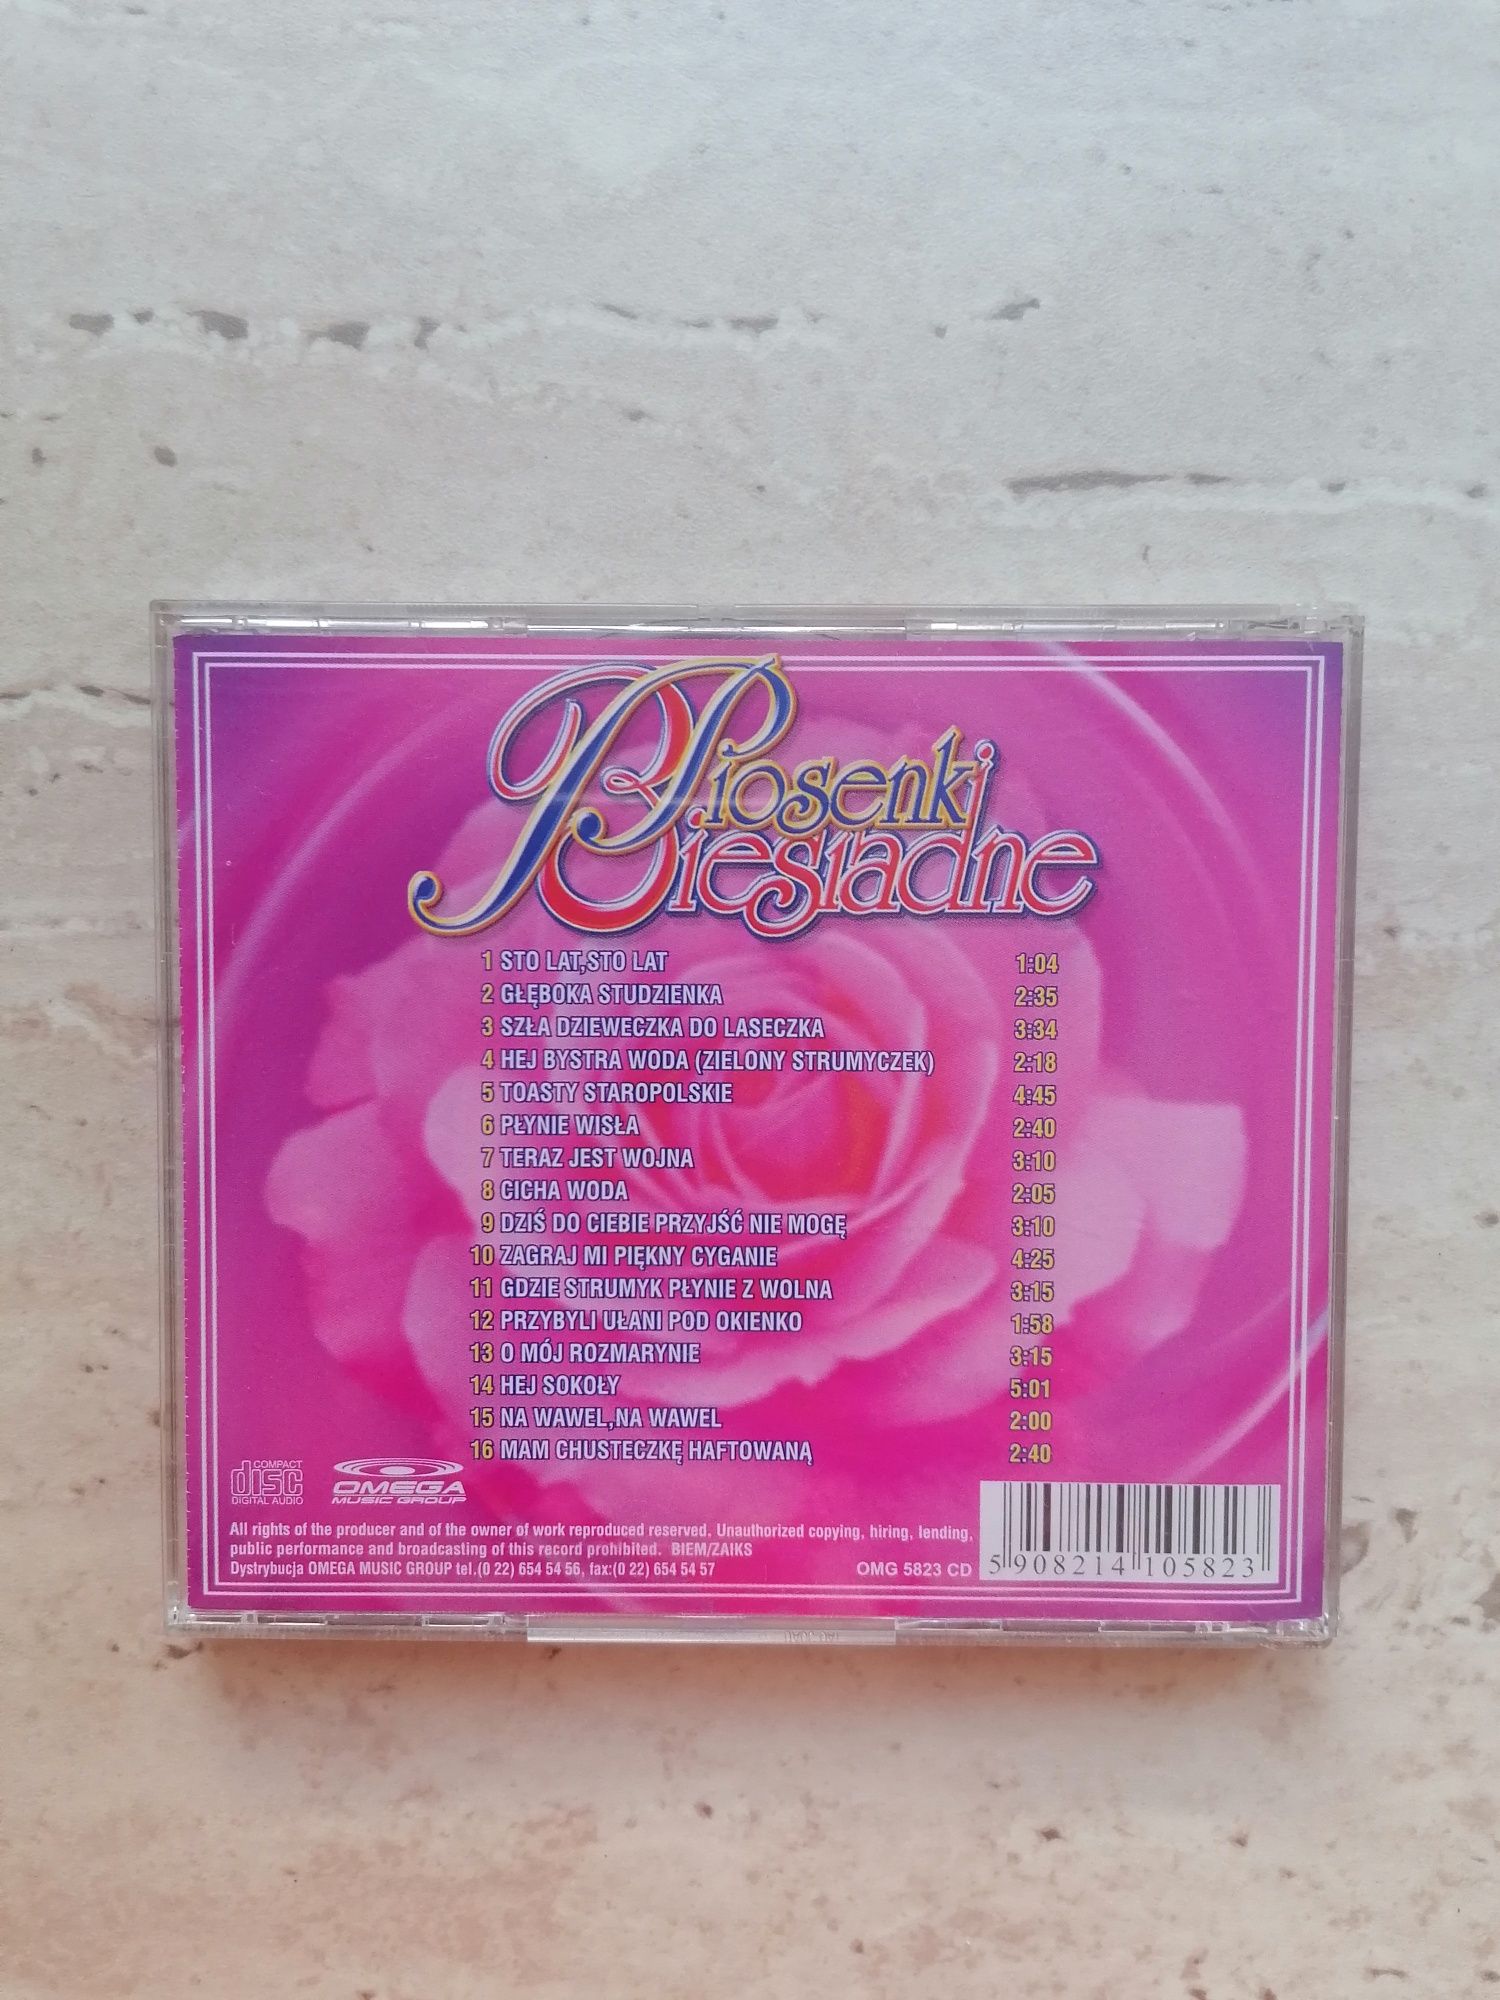 Piosenki
Biesiadne
1 STO LAT,STO LAT 1:04
2 GŁĘBOKA STUDZIENKA 2:35
3 SZŁA DZIEWECZKA DO LASECZKA 3:34
4 HEJ BYSTRA WODA (ZIELONY STRUMYCZEK) 2:18
5 TOASTY STAROPOLSKIE 4:45
6 PŁYNIE WISŁA 2:40
7 TERAZ JEST WOJNA 3:10
8 CICHA WODA 2:05
9 DZIŚ DO CIEBIE PRZYJŚĆ NIE MOGĘ 3:10
10 ZAGRAJ MI PIĘKNY CYGANIE 4:25
11 GDZIE STRUMYK PŁYNIE Z WOLNA 3:15
12 PRZYBYLI UŁANI POD OKIENKO 1:58
13 O MÓJ ROZMARYNIE 3:15
14 HEJ SOKOŁY 5:01
15 NA WAWEL,NA WAWEL 2:00
16 MAM CHUSTECZKĘ HAFTOWANĄ 2:40
COMPACT
disc
DIGITAL AUDIO
OMEGA
MUSIC GROUP
All rights of the producer and of the owner of work reproduced reserved. Unauthorized copying, hiring, lending,
public performance and broadcasting of this record prohibited. BIEM/ZAIKS
Dystrybucja OMEGA MUSIC GROUP tel.(0 22) 654 54 56, fax:(0 22) 654 54 57
OMG 5823 CD
5 908214 105823